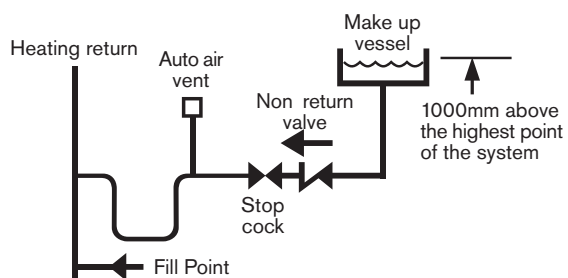 Make up
vessel
Heating return
Auto air
vent
Non return
valve
1000mm above
the highest point
of the system
Stop
cock
Fill Point